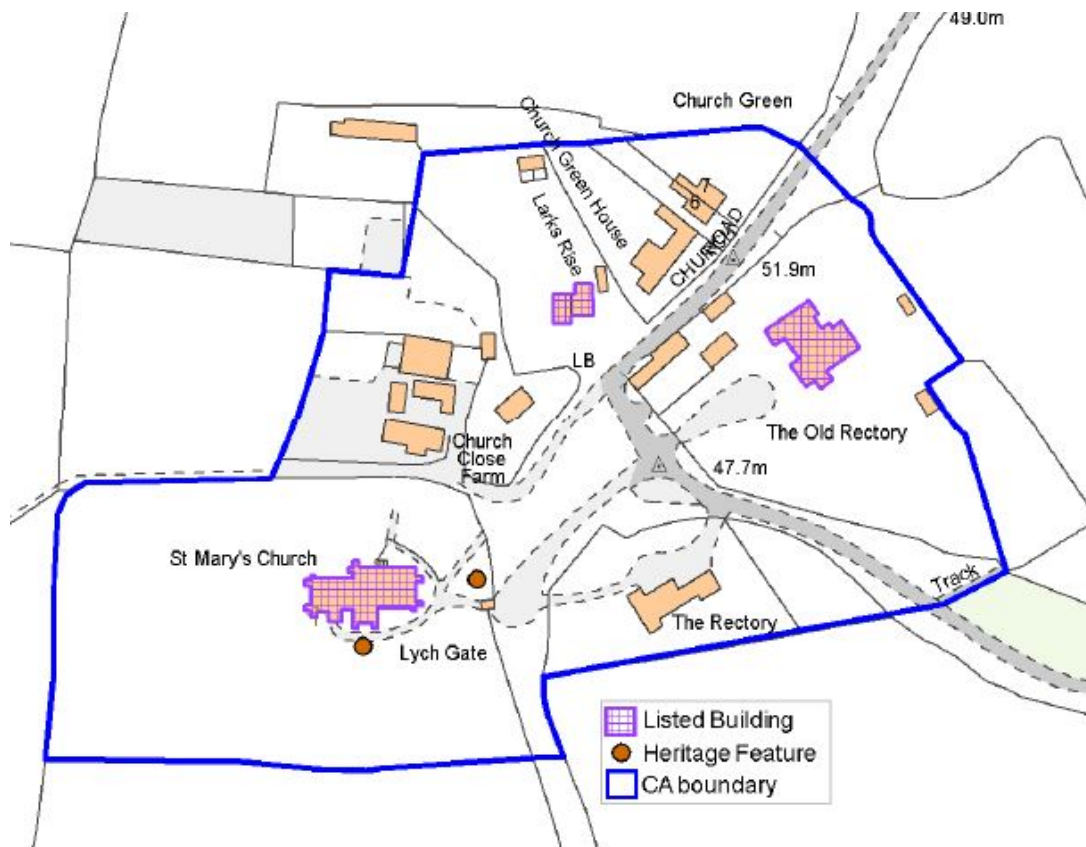 49.0m
Church Green
Church Green House
7
8
Larks Rise
CHURCH ROAD
51.9m
LB
The Old Rectory
Church
Close
Farm
47.7m
St Mary's Church
Track
The Rectory
Lych Gate
Listed Building
Heritage Feature
CA boundary